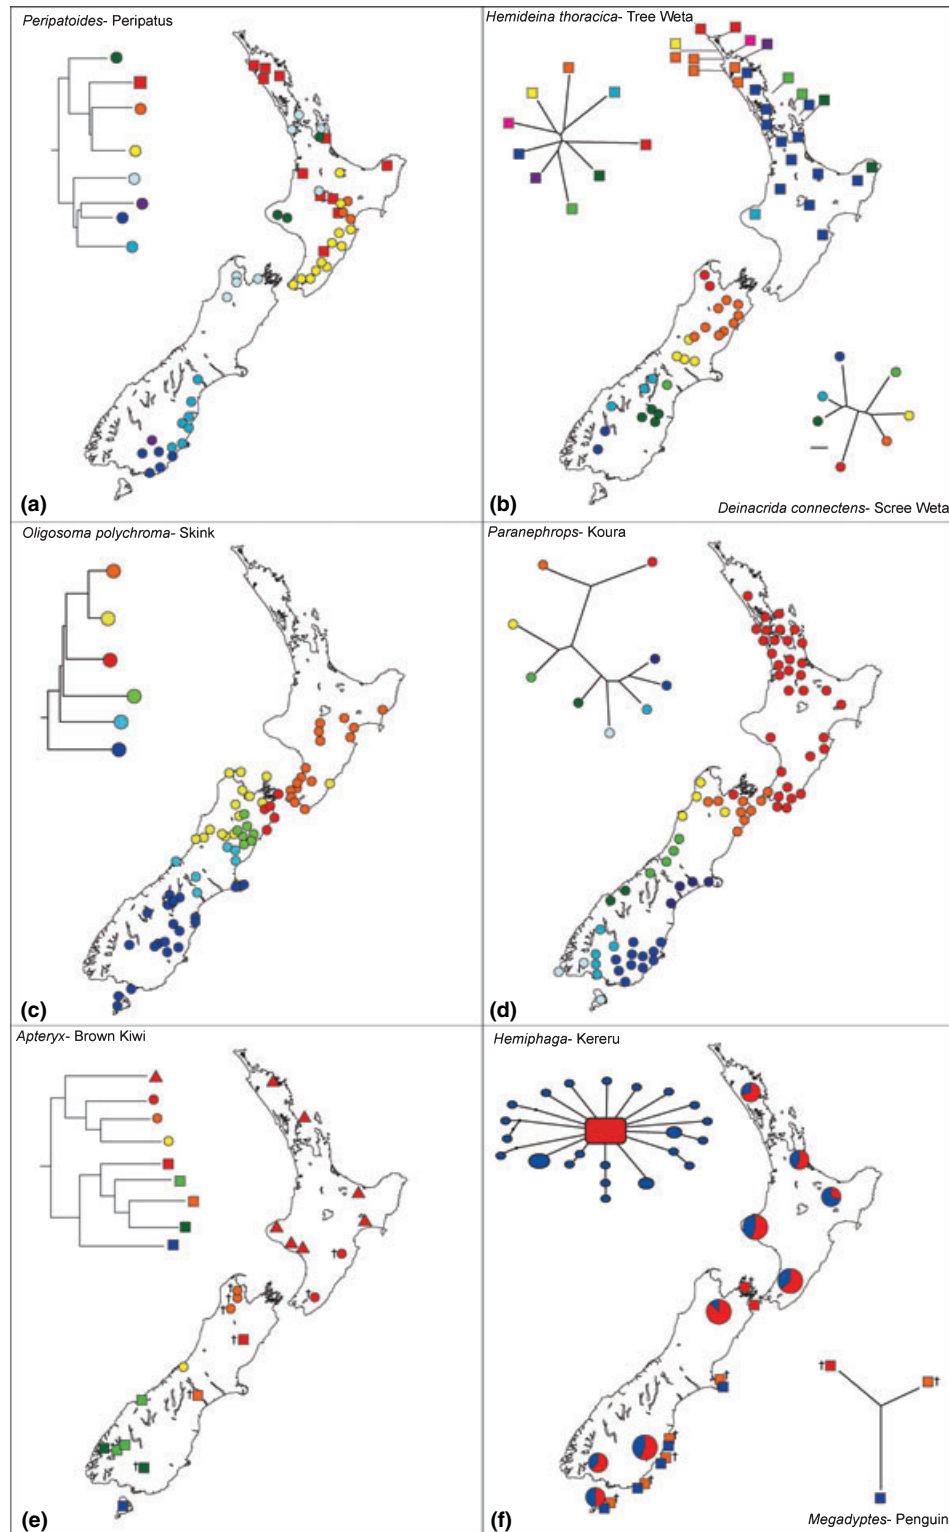 Peripatoides- Peripatus
Hemideina thoracica- Tree Weta
(a)
(b)
Deinacrida connectens- Scree Weta
Oligosoma polychroma- Skink
Paranephrops- Koura
(c)
(d)
Apteryx- Brown Kiwi
Hemiphaga- Kereru
(e)
(f)
Megadyptes- Penguin